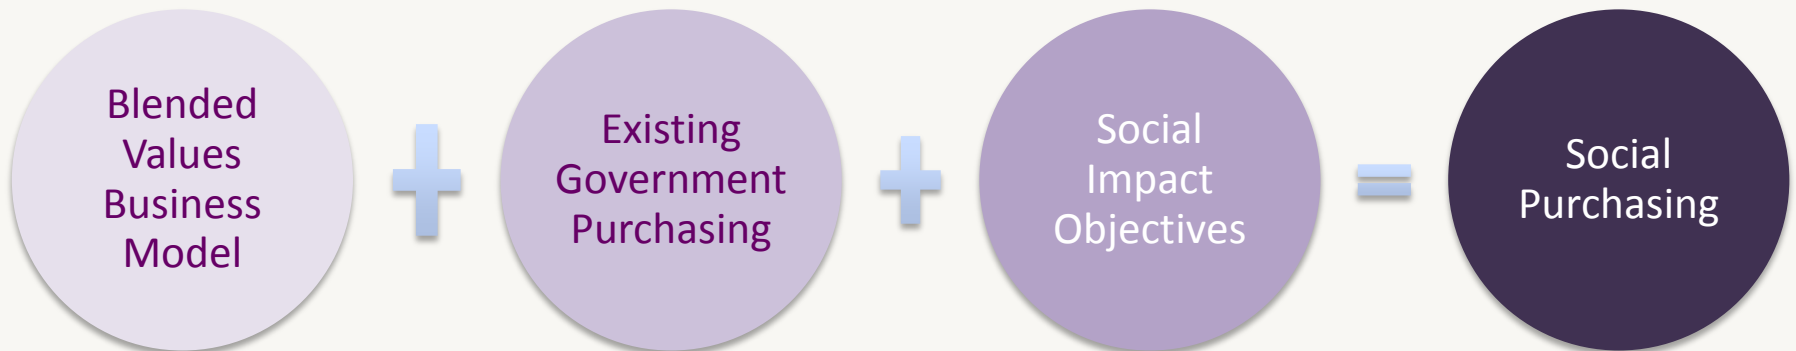 Blended
Values
Business
Model
+
Existing
Government
Purchasing
+
Social
Impact
Objectives
=
Social
Purchasing